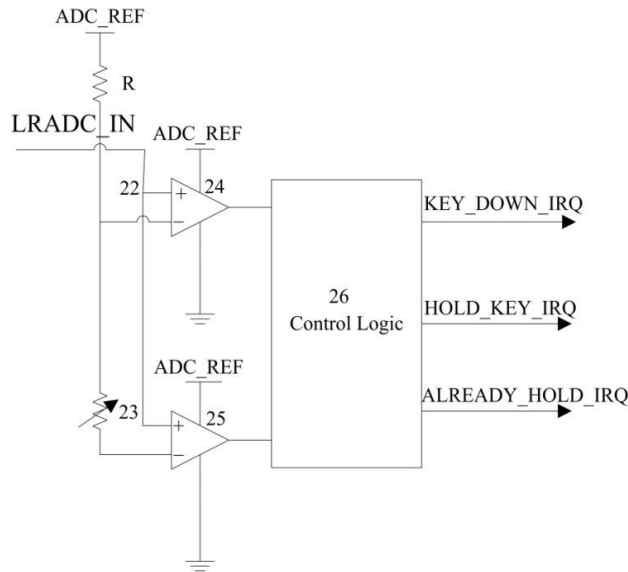 ADC_REF
R
LRADC_IN
ADC_REF
22
+
24
−
KEY_DOWN_IRQ
26
Control Logic
HOLD_KEY_IRQ
ADC_REF
ALREADY_HOLD_IRQ
23
25
+
−